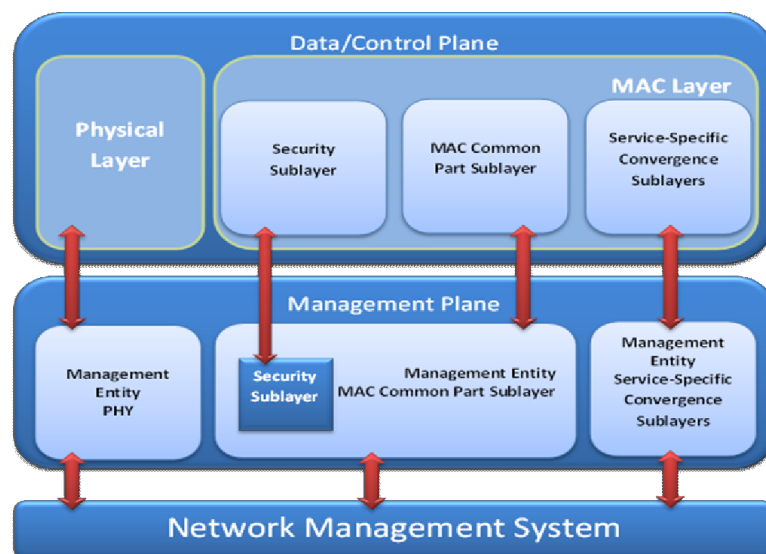 Data/Control Plane
Physical
Layer
MAC Layer
Security
Sublayer
MAC Common
Part Sublayer
Service-Specific
Convergence
Sublayers
Management Plane
Management
Entity
PHY
Security
Sublayer
Management Entity
MAC Common Part Sublayer
Management
Entity
Service-Specific
Convergence
Sublayers
Network Management System